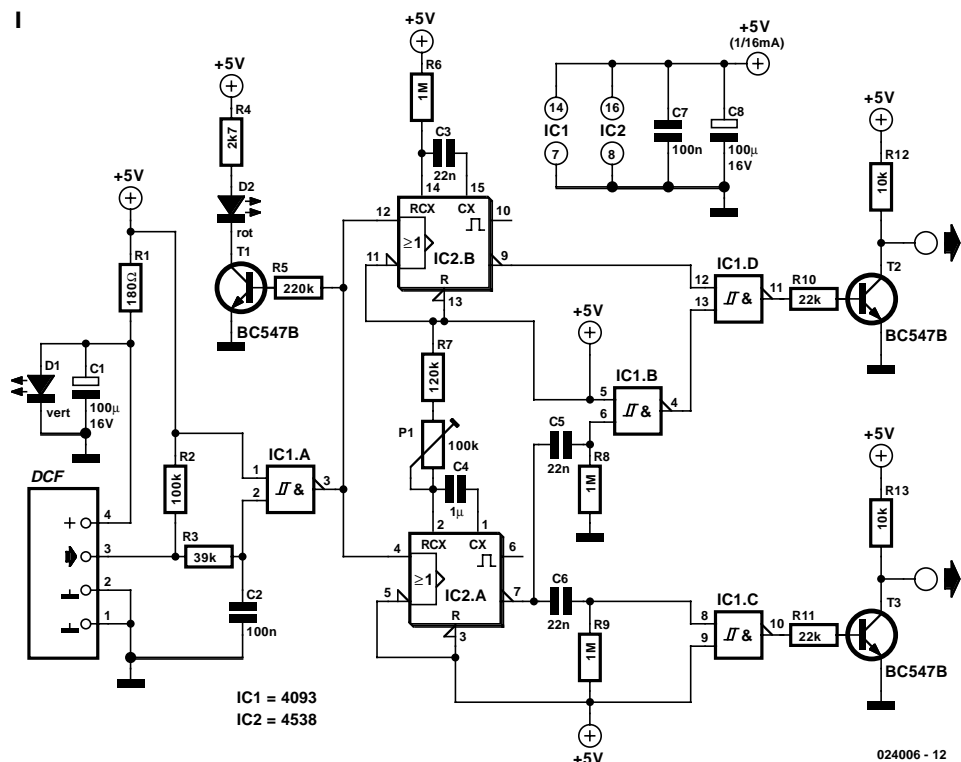 I
+5V
(1/16mA)
14
16
IC1
IC2
7
8
C7
100n
C8
100µ
16V
+5V
R4
2k7
D2
rot
T1
BC547B
R5
220k
+5V
R6
1M
C3
22n
14
15
12
RCX
CX
10
≥1
11
IC2.B
9
R
13
+5V
R1
180Ω
D1
vert
C1
100µ
16V
R2
100k
R3
39k
C2
100n
DCF
+
4
3
2
1
1
2
IC1.A
&
3
R7
120k
P1
100k
C4
1µ
2
1
4
RCX
CX
6
≥1
5
IC2.A
7
R
3
+5V
5
6
IC1.B
&
4
C5
22n
R8
1M
C6
22n
R9
1M
+5V
12
13
IC1.D
&
11
R10
22k
+5V
R12
10k
T2
BC547B
8
9
IC1.C
&
10
R11
22k
+5V
R13
10k
T3
BC547B
IC1 = 4093
IC2 = 4538
024006 - 12